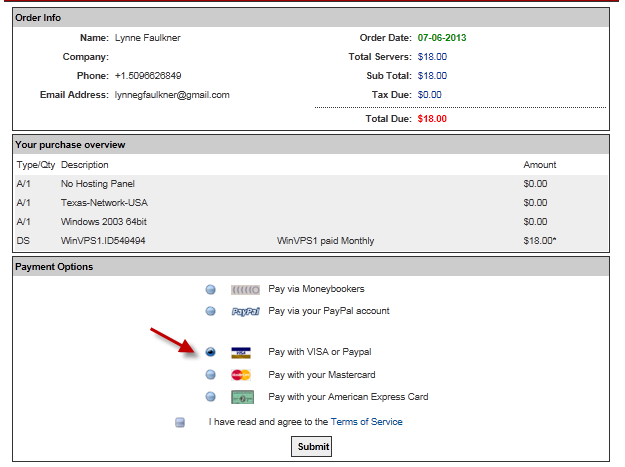 Order Info
Name: Lynne Faulkner Order Date: 07-06-2013
Company: Total Servers: $18.00
Phone: +1.5096626849 Sub Total: $18.00
Email Address: lynnegfaulkner@gmail.com Tax Due: $0.00
Total Due: $18.00
Your purchase overview
Type/Qty Description Amount
A/1 No Hosting Panel $0.00
A/1 Texas-Network-USA $0.00
A/1 Windows 2003 64bit $0.00
DS WinVPS1.ID549494 WinVPS1 paid Monthly $18.00*
Payment Options
Pay via Moneybookers
PayPal Pay via your PayPal account
VISA Pay with VISA or Paypal
Pay with your Mastercard
Pay with your American Express Card
I have read and agree to the Terms of Service
Submit